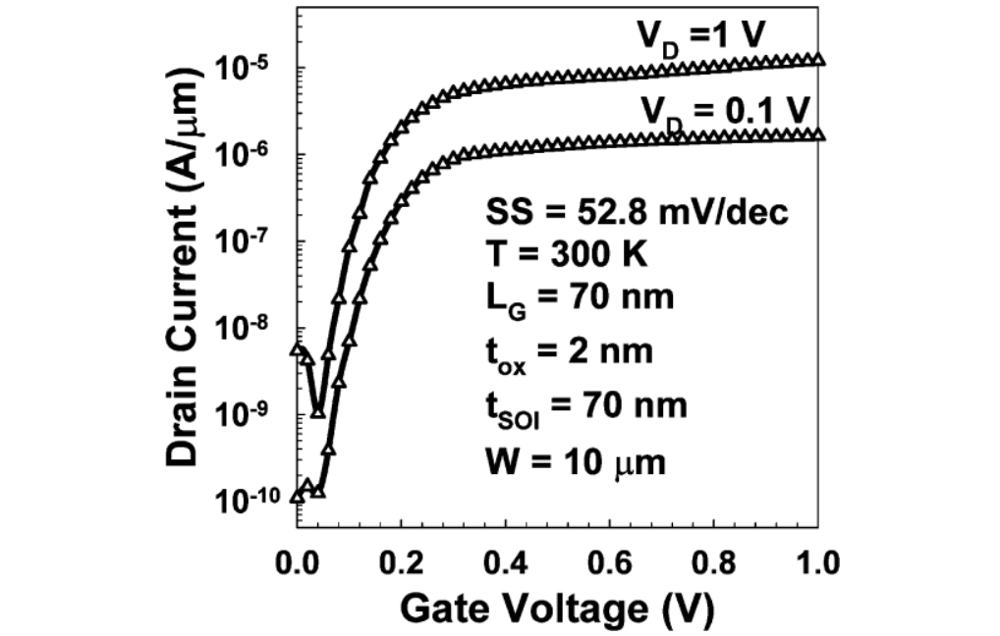 V_D =1 V
V_D = 0.1 V
SS = 52.8 mV/dec
T = 300 K
L_G = 70 nm
t_ox = 2 nm
t_SOI = 70 nm
W = 10 μm
Drain Current (A/μm)
10^-5
10^-6
10^-7
10^-8
10^-9
10^-10
0.0 0.2 0.4 0.6 0.8 1.0
Gate Voltage (V)